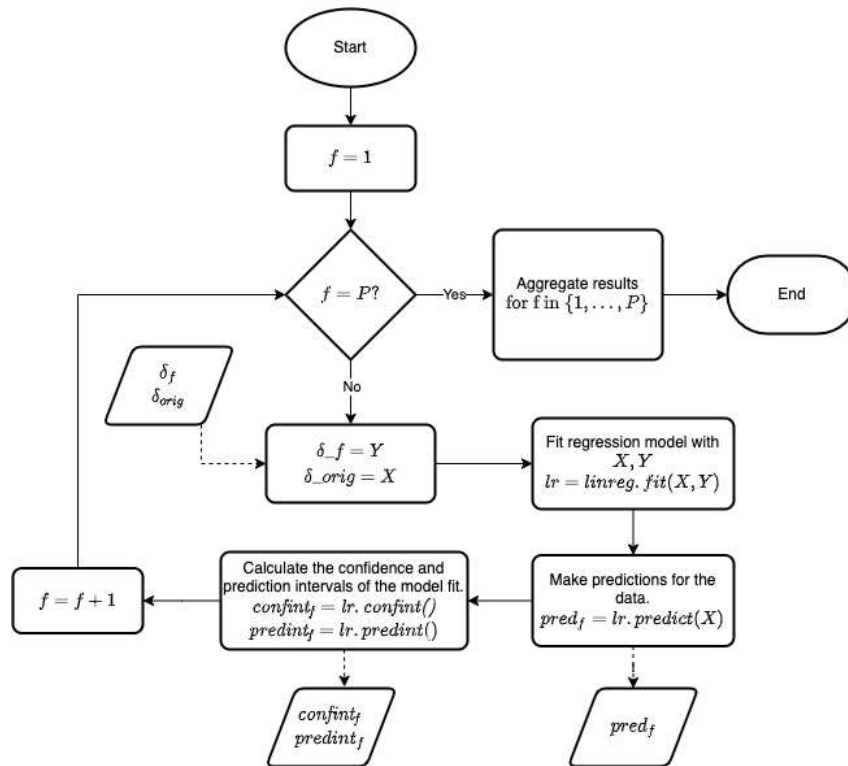 Start
f = 1
f = P?
Yes
Aggregate results
for f in {1, . . . , P}
End
No
δ_f
δ_orig
δ_f = Y
δ_orig = X
Fit regression model with
X, Y
lr = linreg. fit(X, Y)
Make predictions for the
data.
pred_f = lr. predict(X)
Calculate the confidence and
prediction intervals of the model fit.
confint_f = lr. confint()
predint_f = lr. predint()
f = f + 1
confint_f
predint_f
pred_f